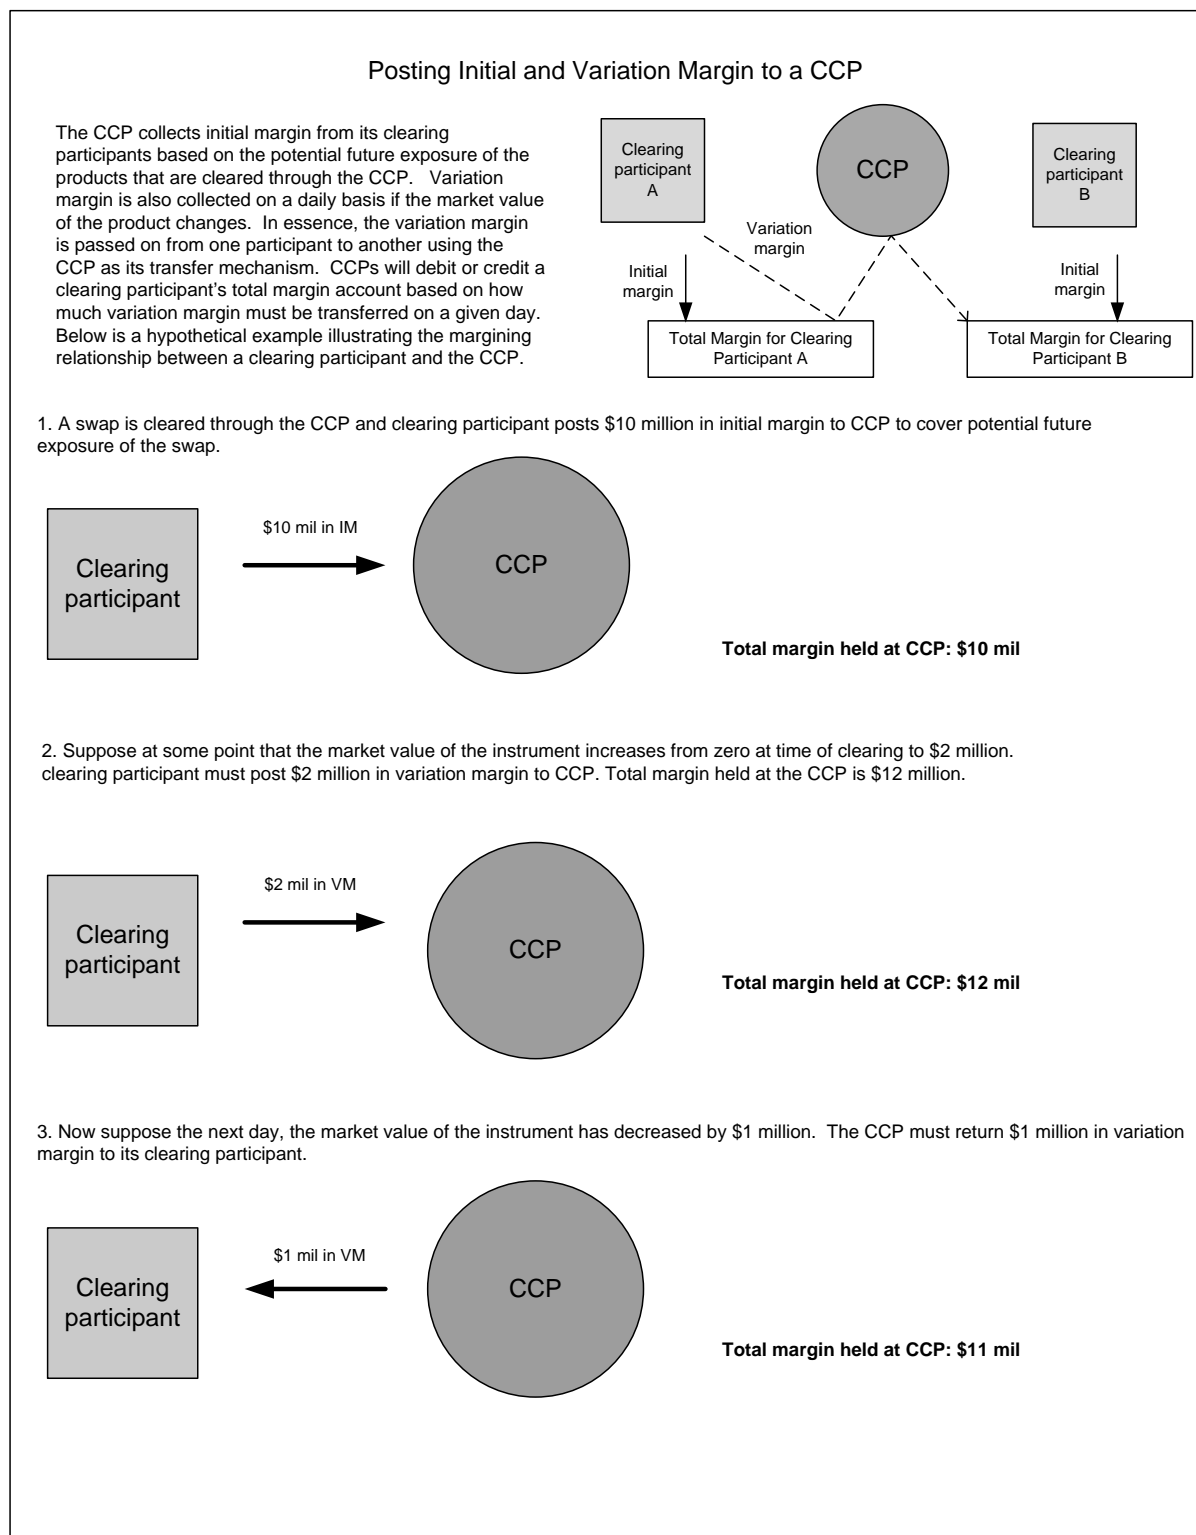 Posting Initial and Variation Margin to a CCP
The CCP collects initial margin from its clearing
participants based on the potential future exposure of the
products that are cleared through the CCP.   Variation
margin is also collected on a daily basis if the market value
of the product changes.  In essence, the variation margin
is passed on from one participant to another using the
CCP as its transfer mechanism.  CCPs will debit or credit a
clearing participant's total margin account based on how
much variation margin must be transferred on a given day.
Below is a hypothetical example illustrating the margining
relationship between a clearing participant and the CCP.
Clearing
participant
A
CCP
Clearing
participant
B
Variation
margin
Initial
margin
Initial
margin
Total Margin for Clearing
Participant A
Total Margin for Clearing
Participant B
1. A swap is cleared through the CCP and clearing participant posts $10 million in initial margin to CCP to cover potential future
exposure of the swap.
Clearing
participant
$10 mil in IM
CCP
Total margin held at CCP: $10 mil
2. Suppose at some point that the market value of the instrument increases from zero at time of clearing to $2 million.
clearing participant must post $2 million in variation margin to CCP. Total margin held at the CCP is $12 million.
Clearing
participant
$2 mil in VM
CCP
Total margin held at CCP: $12 mil
3. Now suppose the next day, the market value of the instrument has decreased by $1 million.  The CCP must return $1 million in variation
margin to its clearing participant.
Clearing
participant
$1 mil in VM
CCP
Total margin held at CCP: $11 mil